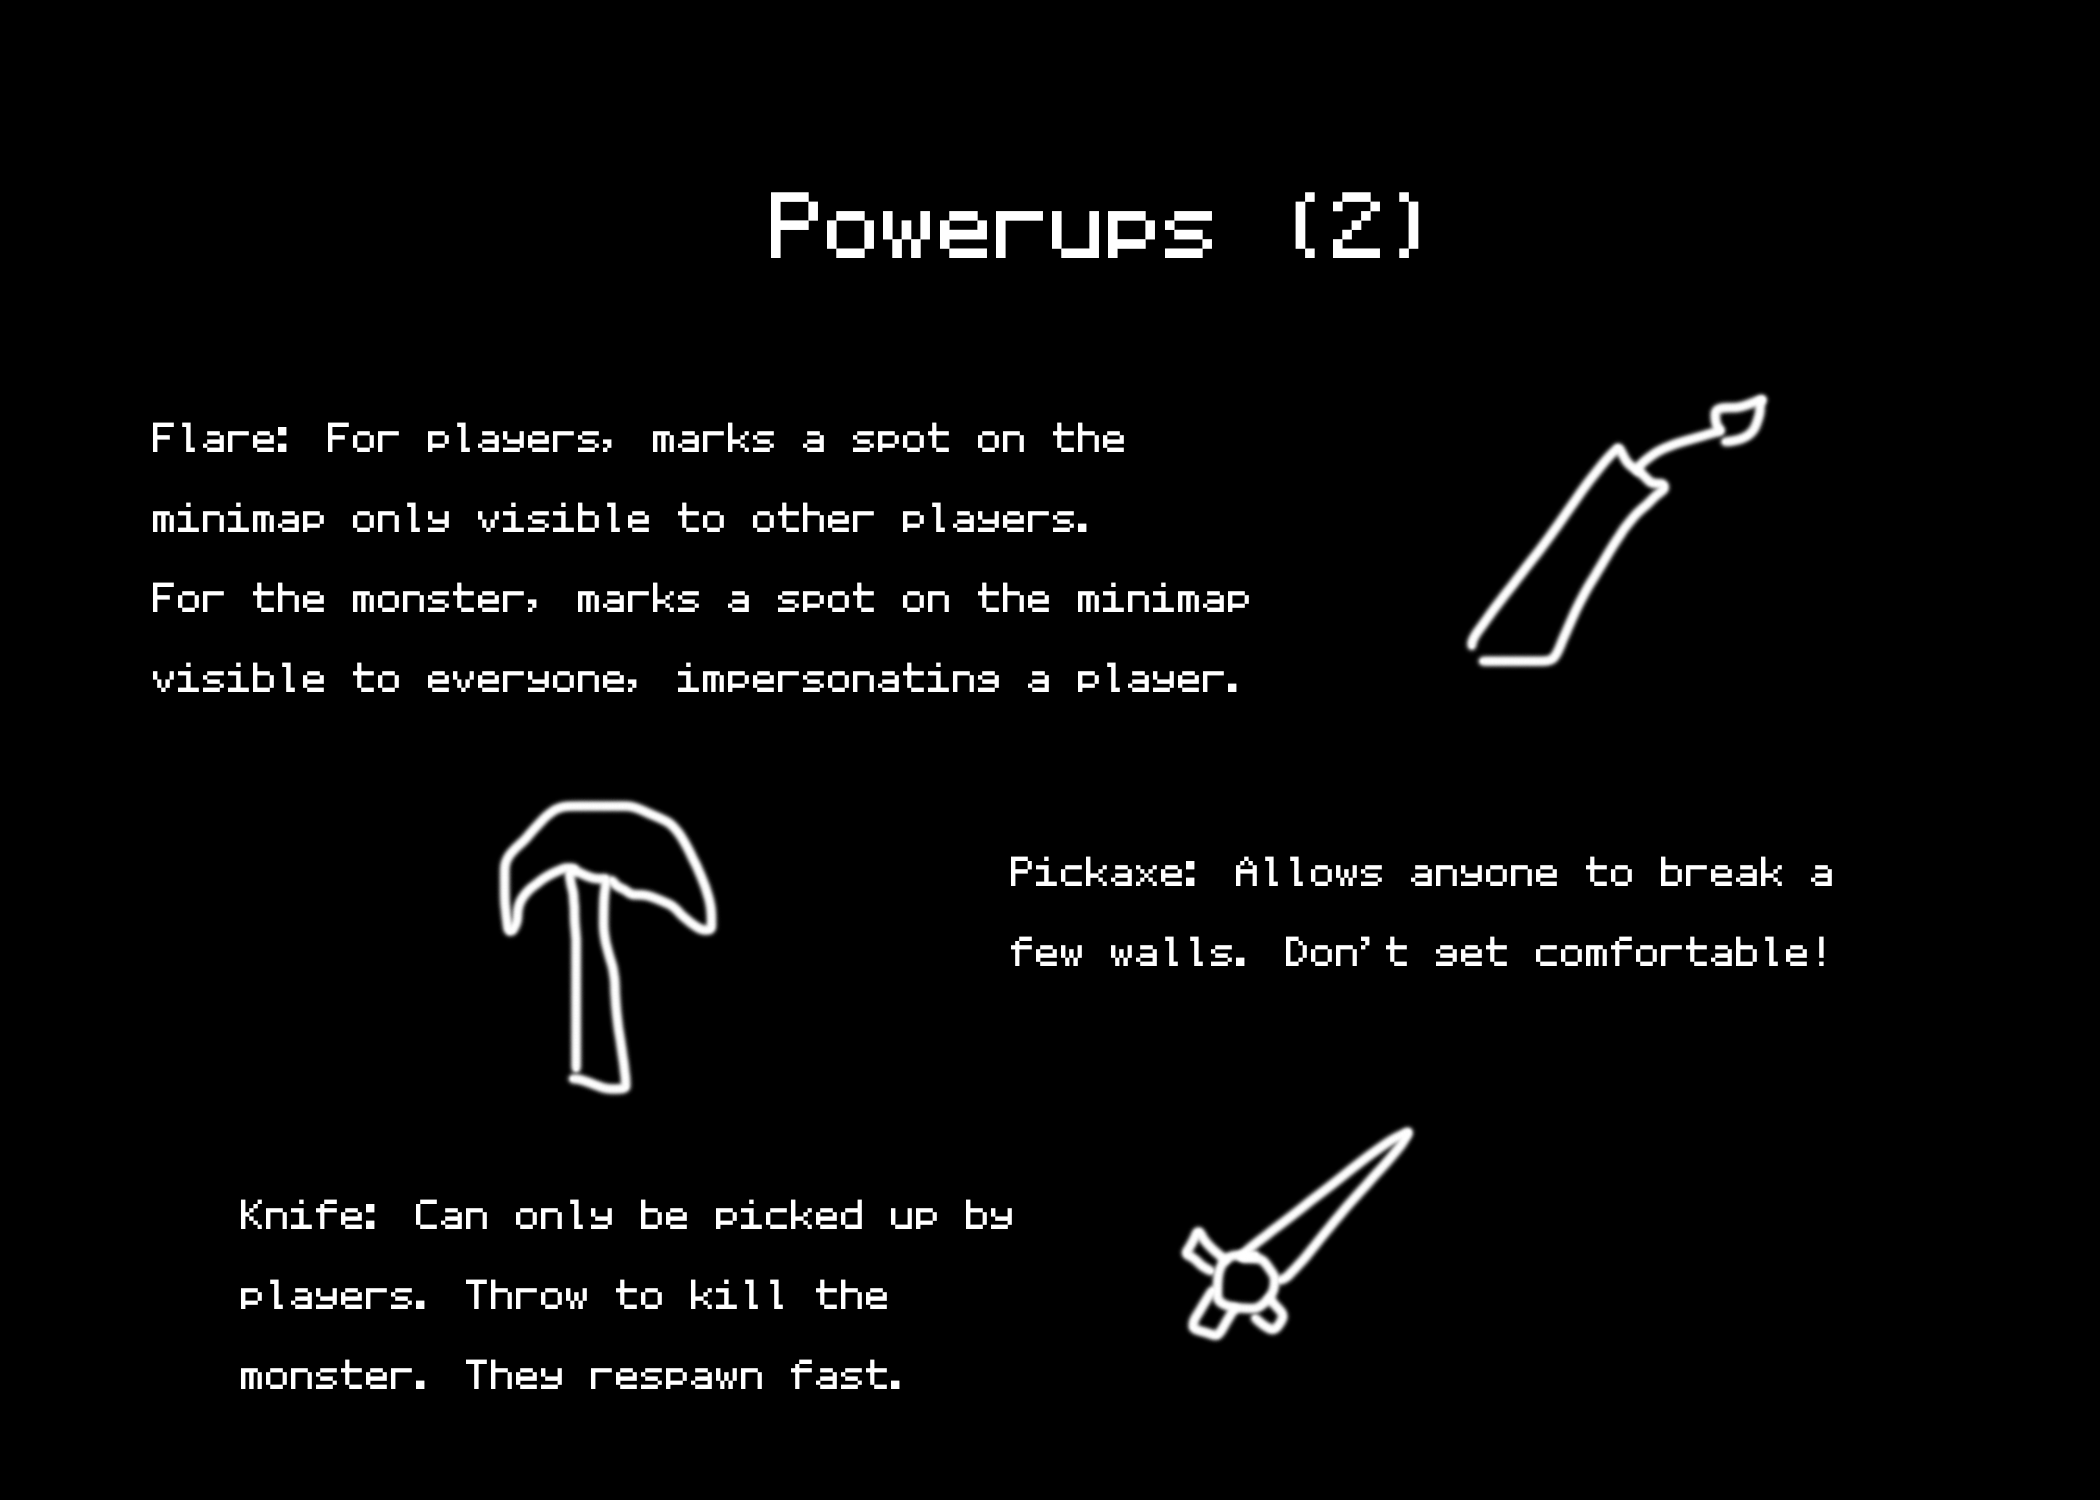 Powerups (2)
Flare: For players, marks a spot on the
minimap only visible to other players.
For the monster, marks a spot on the minimap
visible to everyone, impersonating a player.
Pickaxe: Allows anyone to break a
few walls. Don't get comfortable!
Knife: Can only be picked up by
players. Throw to kill the
monster. They respawn fast.